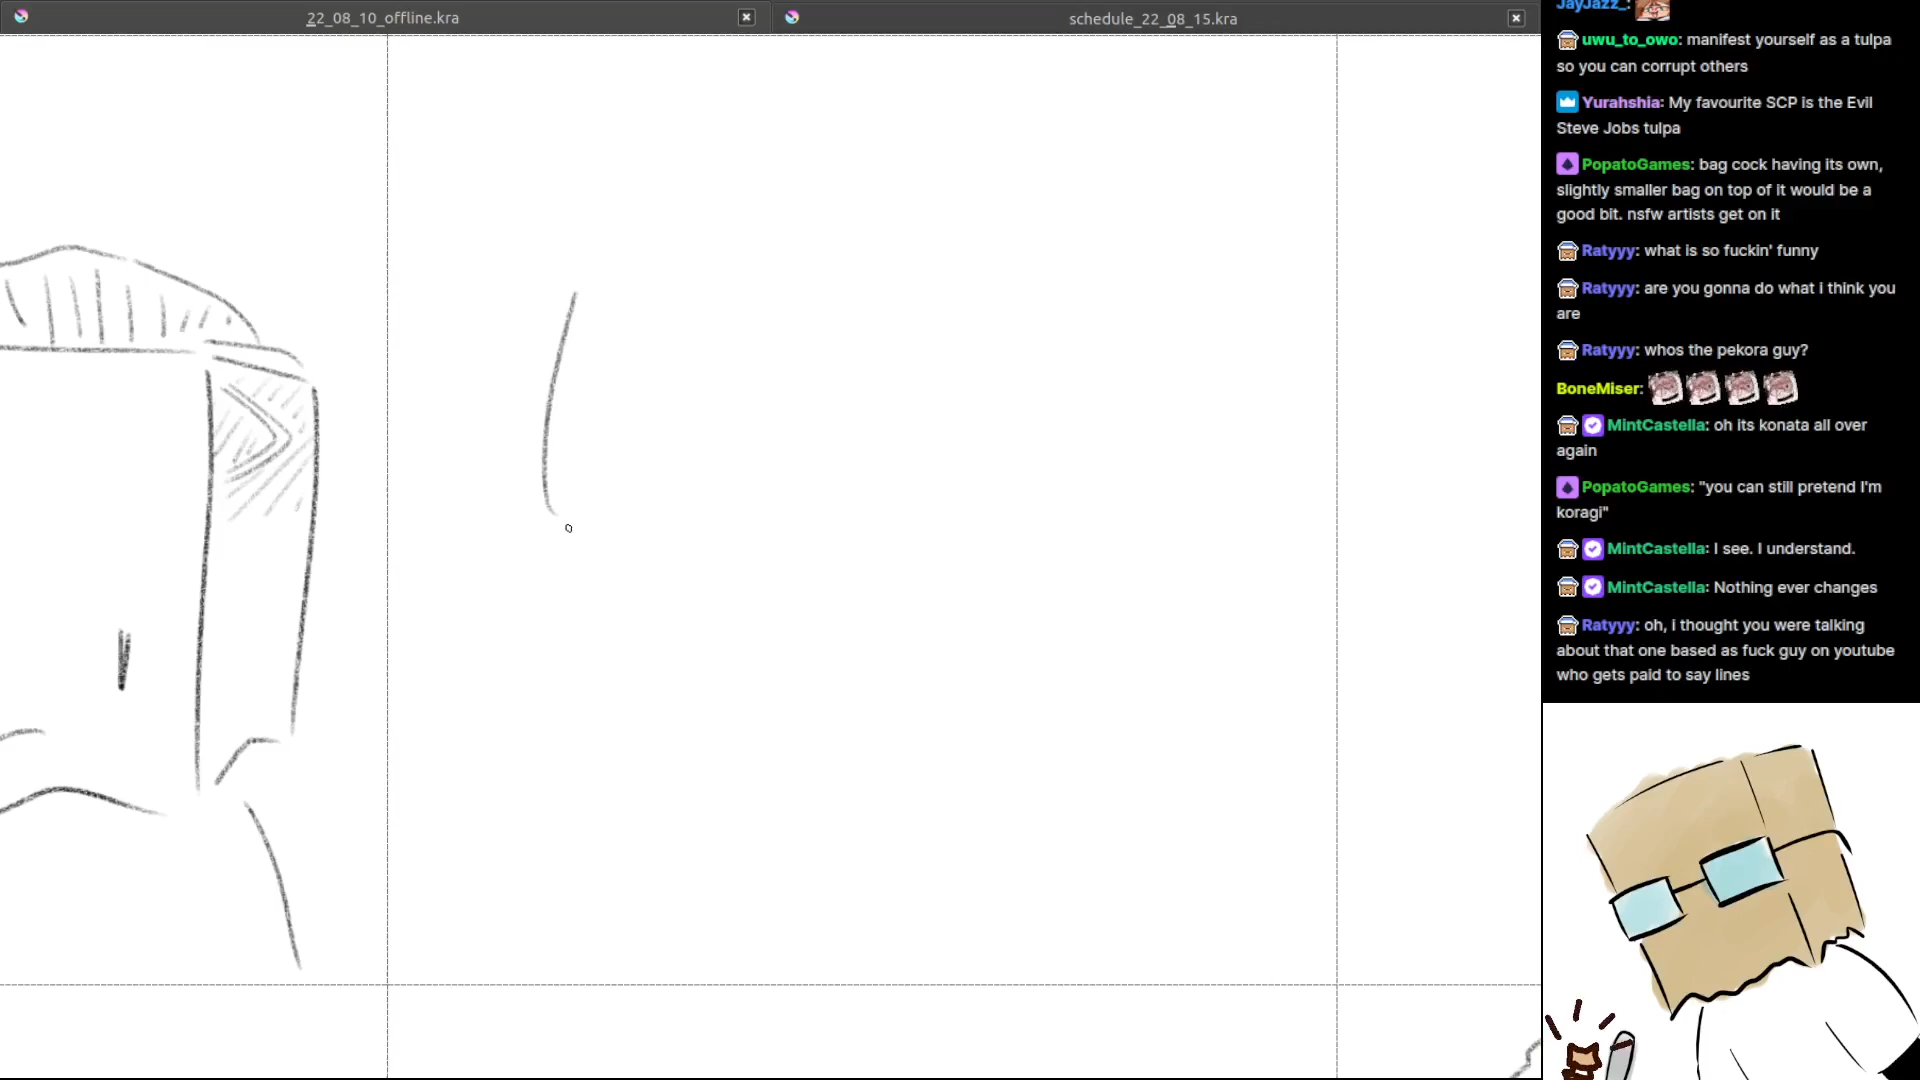 22_08_10_offline.kra
schedule_22_08_15.kra
JayJazz_:
uwu_to_owo: manifest yourself as a tulpa
so you can corrupt others
Yurahshia: My favourite SCP is the Evil
Steve Jobs tulpa
PopatoGames: bag cock having its own,
slightly smaller bag on top of it would be a
good bit. nsfw artists get on it
Ratyyy: what is so fuckin' funny
Ratyyy: are you gonna do what i think you
are
Ratyyy: whos the pekora guy?
BoneMiser:
MintCastella: oh its konata all over
again
PopatoGames: "you can still pretend I'm
koragi"
MintCastella: I see. I understand.
MintCastella: Nothing ever changes
Ratyyy: oh, i thought you were talking
about that one based as fuck guy on youtube
who gets paid to say lines